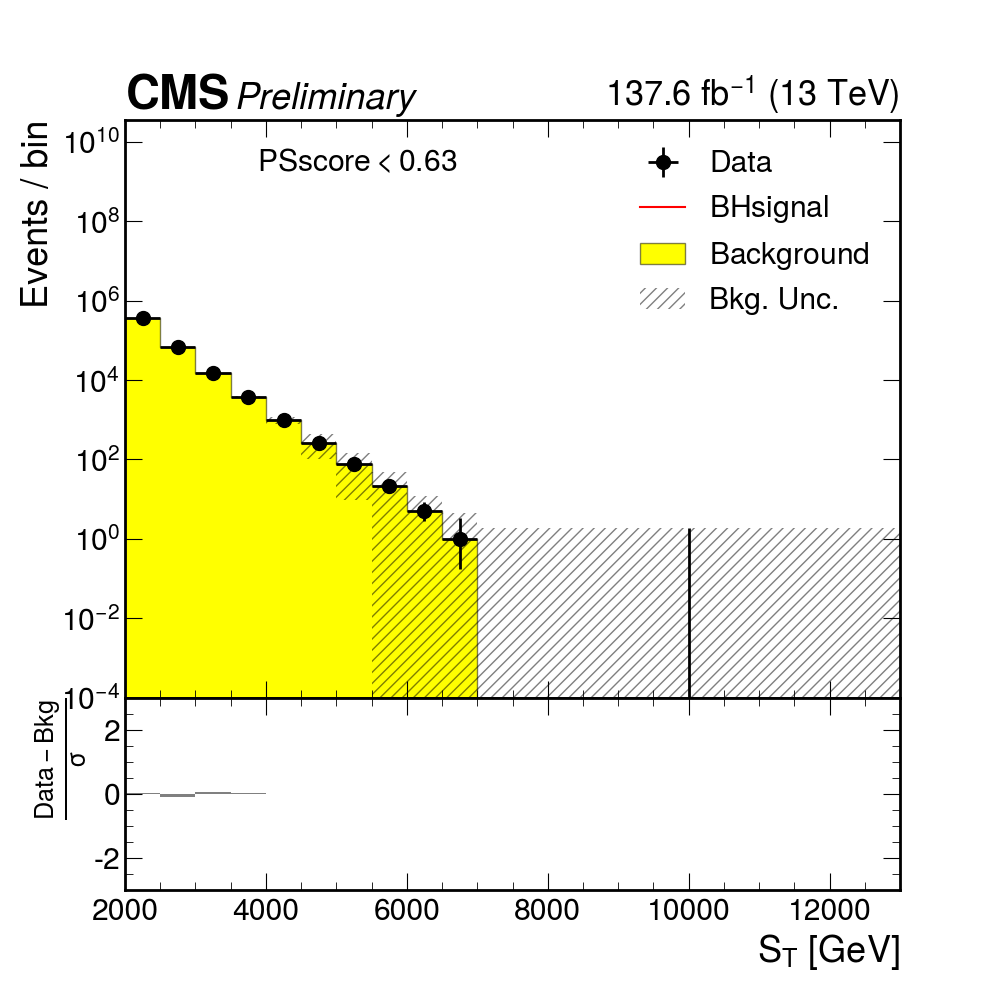 CMS Preliminary 137.6 fb⁻¹ (13 TeV)
Events / bin
PSscore < 0.63
Data
BHsignal
Background
Bkg. Unc.
10¹⁰
10⁸
10⁶
10⁴
10²
10⁰
10⁻²
10⁻⁴
Data – Bkg
σ
2
0
-2
2000 4000 6000 8000 10000 12000
S_T [GeV]